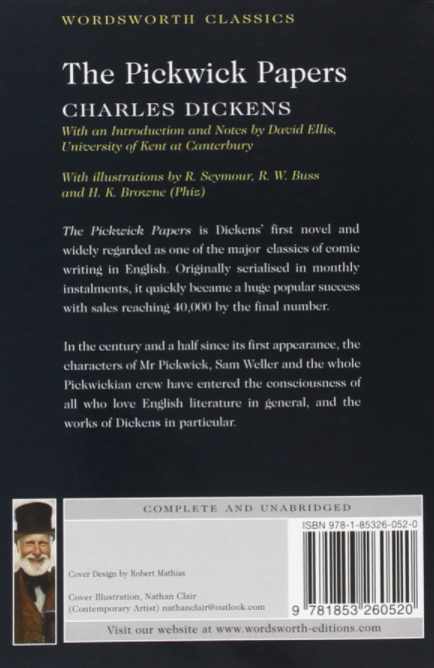 WORDSWORTH CLASSICS
The Pickwick Papers
CHARLES DICKENS
With an Introduction and Notes by David Ellis,
University of Kent at Canterbury
With illustrations by R. Seymour, R. W. Buss
and H. K. Browne (Phiz)
The Pickwick Papers is Dickens' first novel and
widely regarded as one of the major classics of comic
writing in English. Originally serialised in monthly
instalments, it quickly became a huge popular success
with sales reaching 40,000 by the final number.
In the century and a half since its first appearance, the
characters of Mr Pickwick, Sam Weller and the whole
Pickwickian crew have entered the consciousness of
all who love English literature in general, and the
works of Dickens in particular.
COMPLETE AND UNABRIDGED
ISBN 978-1-85326-052-0
Cover Design by Robert Mathias
Cover Illustration, Nathan Clair
(Contemporary Artist) nathanclair@outlook.com
9 781853 260520
Visit our website at www.wordsworth-editions.com